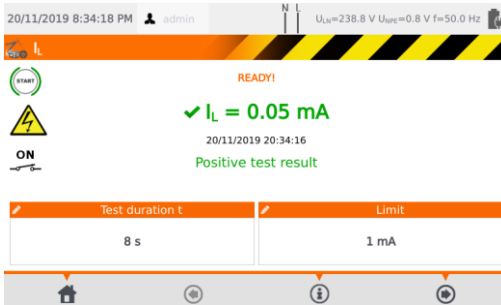 20/11/2019 8:34:18 PM admin N L U_LN=238.8 V U_NPE=0.8 V f=50.0 Hz
I_L
START
READY!
✔ I_L = 0.05 mA
20/11/2019 20:34:16
ON
Positive test result
Test duration t Limit
8 s 1 mA